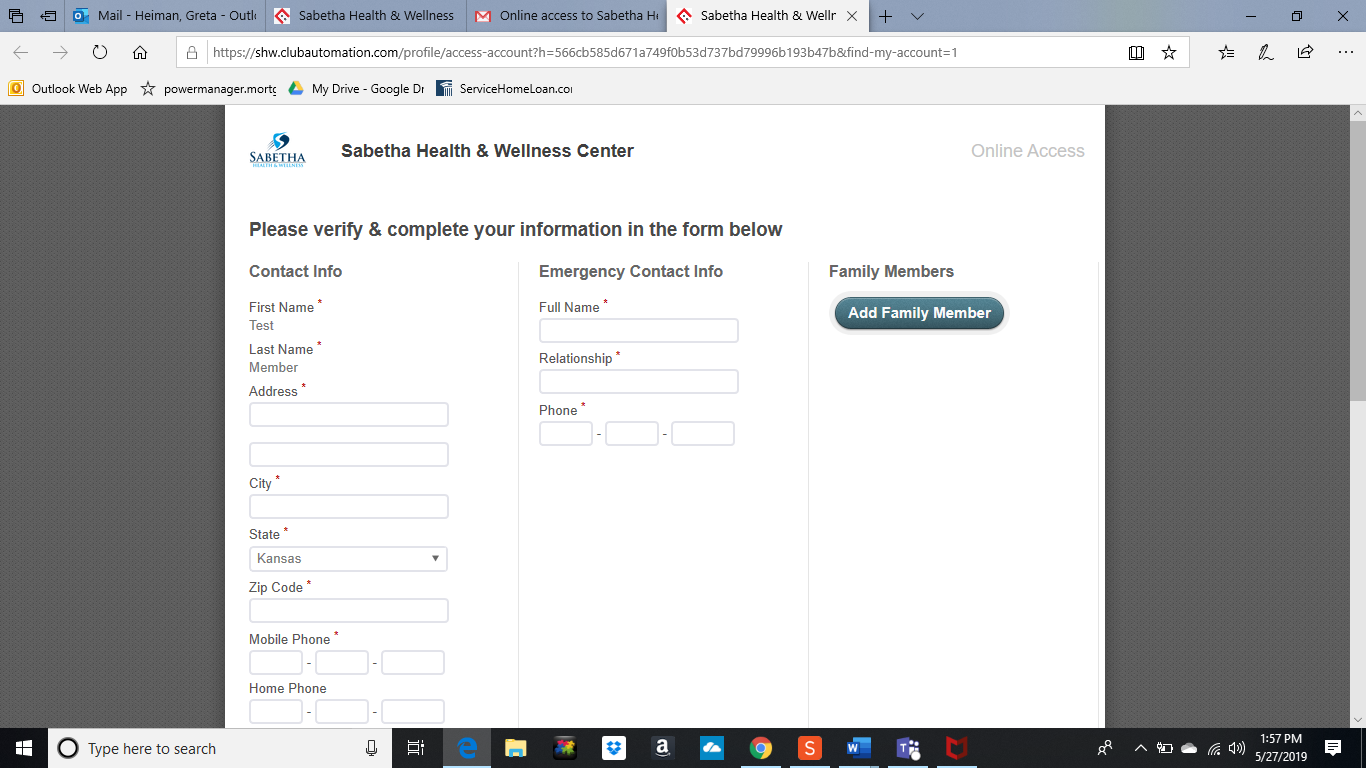 Mail - Heiman, Greta - Outl
Sabetha Health & Wellness
Online access to Sabetha H
Sabetha Health & Welln
https://shw.clubautomation.com/profile/access-account?h=566cb585d671a749f0b53d737bd79996b193b47b&find-my-account=1
Outlook Web App
powermanager.mortg
My Drive - Google Dr
ServiceHomeLoan.co
SABETHA
HEALTH & WELLNESS
Sabetha Health & Wellness Center
Online Access
Please verify & complete your information in the form below
Contact Info
First Name *
Test
Last Name *
Member
Address *
City *
State *
Kansas
Zip Code *
Mobile Phone *
- -
Home Phone
- -
Emergency Contact Info
Full Name *
Relationship *
Phone *
- -
Family Members
Add Family Member
Type here to search
1:57 PM
5/27/2019